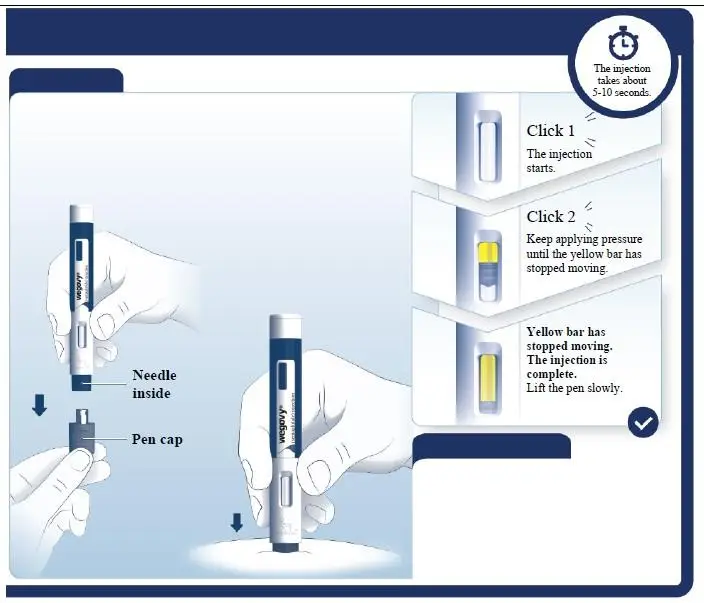 The injection
takes about
5-10 seconds.
Click 1
The injection
starts.
Click 2
Keep applying pressure
until the yellow bar has
stopped moving.
Yellow bar has
stopped moving.
The injection is
complete.
Lift the pen slowly.
wegovy®
Needle
inside
Pen cap
wegovy®